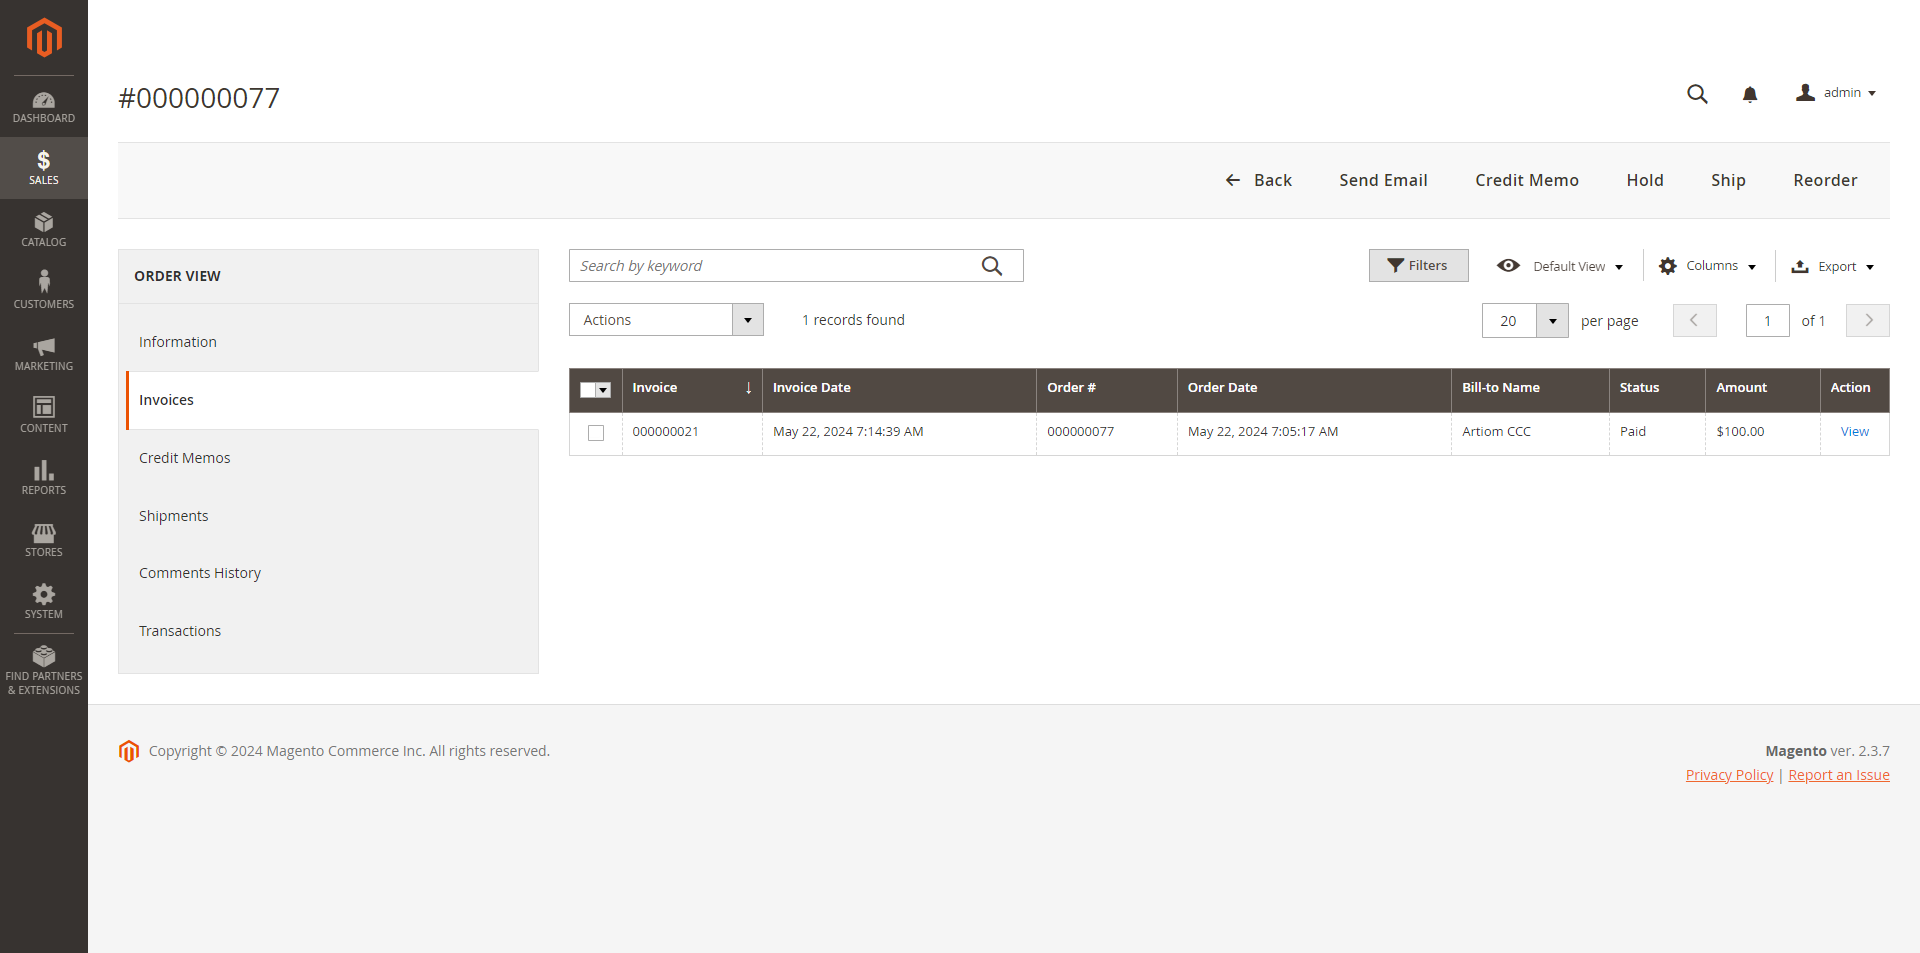 #000000077
admin
DASHBOARD
SALES
CATALOG
CUSTOMERS
MARKETING
CONTENT
REPORTS
STORES
SYSTEM
FIND PARTNERS
& EXTENSIONS
Back Send Email Credit Memo Hold Ship Reorder
ORDER VIEW
Information
Invoices
Credit Memos
Shipments
Comments History
Transactions
Search by keyword
Filters Default View Columns Export
Actions 1 records found 20 per page 1 of 1
Invoice ↓ Invoice Date Order # Order Date Bill-to Name Status Amount Action
000000021 May 22, 2024 7:14:39 AM 000000077 May 22, 2024 7:05:17 AM Artiom CCC Paid $100.00 View
Copyright © 2024 Magento Commerce Inc. All rights reserved.
Magento ver. 2.3.7
Privacy Policy | Report an Issue